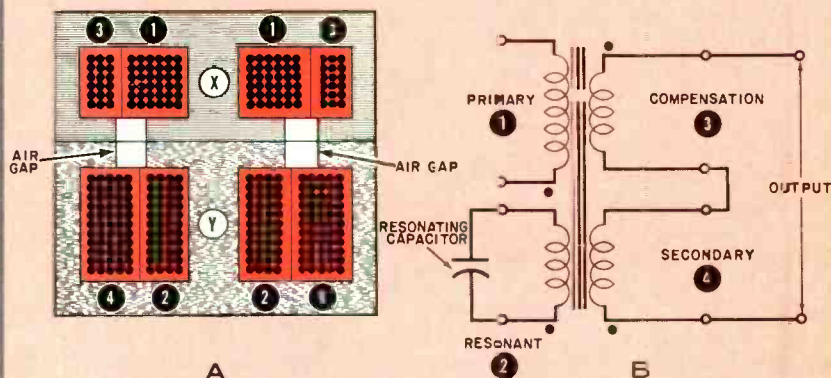 3 1 1 3
X
AIR GAP
AIR GAP
Y
4 2 2
A
PRIMARY
1
COMPENSATION
3
OUTPUT
RESONATING
CAPACITOR
SECONDARY
4
RESONANT
2
B